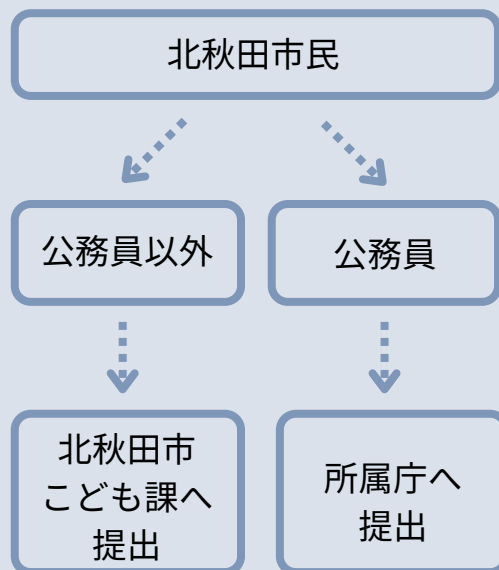 北秋田市民
公務員以外
公務員
北秋田市
こども課へ
提出
所属庁へ
提出